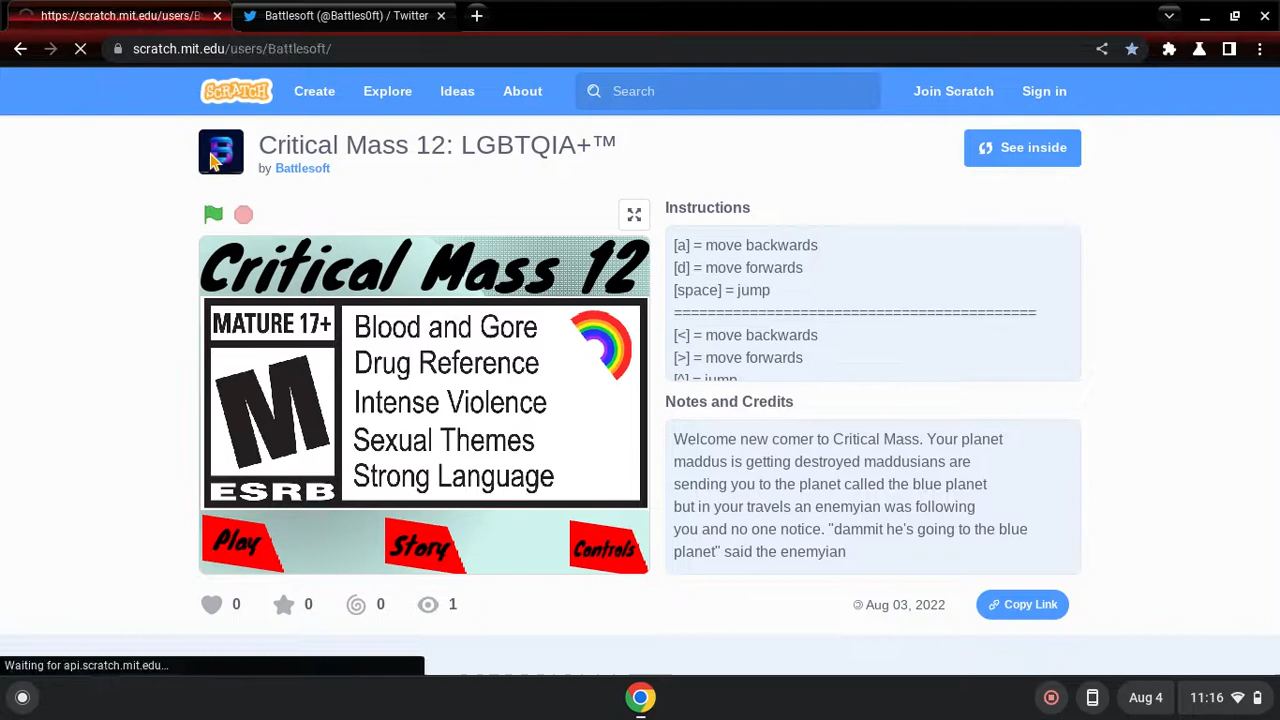 https://scratch.mit.edu/users/B
Battlesoft (@Battles0ft) / Twitter
scratch.mit.edu/users/Battlesoft/
SCRATCH
Create
Explore
Ideas
About
Search
Join Scratch
Sign in
Critical Mass 12: LGBTQIA+™
by Battlesoft
See inside
Instructions
[a] = move backwards
[d] = move forwards
[space] = jump
===========================================
[<] = move backwards
[>] = move forwards
[^] = jump
Critical Mass 12
MATURE 17+
M
ESRB
Blood and Gore
Drug Reference
Intense Violence
Sexual Themes
Strong Language
Play
Story
Controls
Notes and Credits
Welcome new comer to Critical Mass. Your planet
maddus is getting destroyed maddusians are
sending you to the planet called the blue planet
but in your travels an enemyian was following
you and no one notice. "dammit he's going to the blue
planet" said the enemyian
0
0
0
1
© Aug 03, 2022
Copy Link
Waiting for api.scratch.mit.edu...
Aug 4
11:16